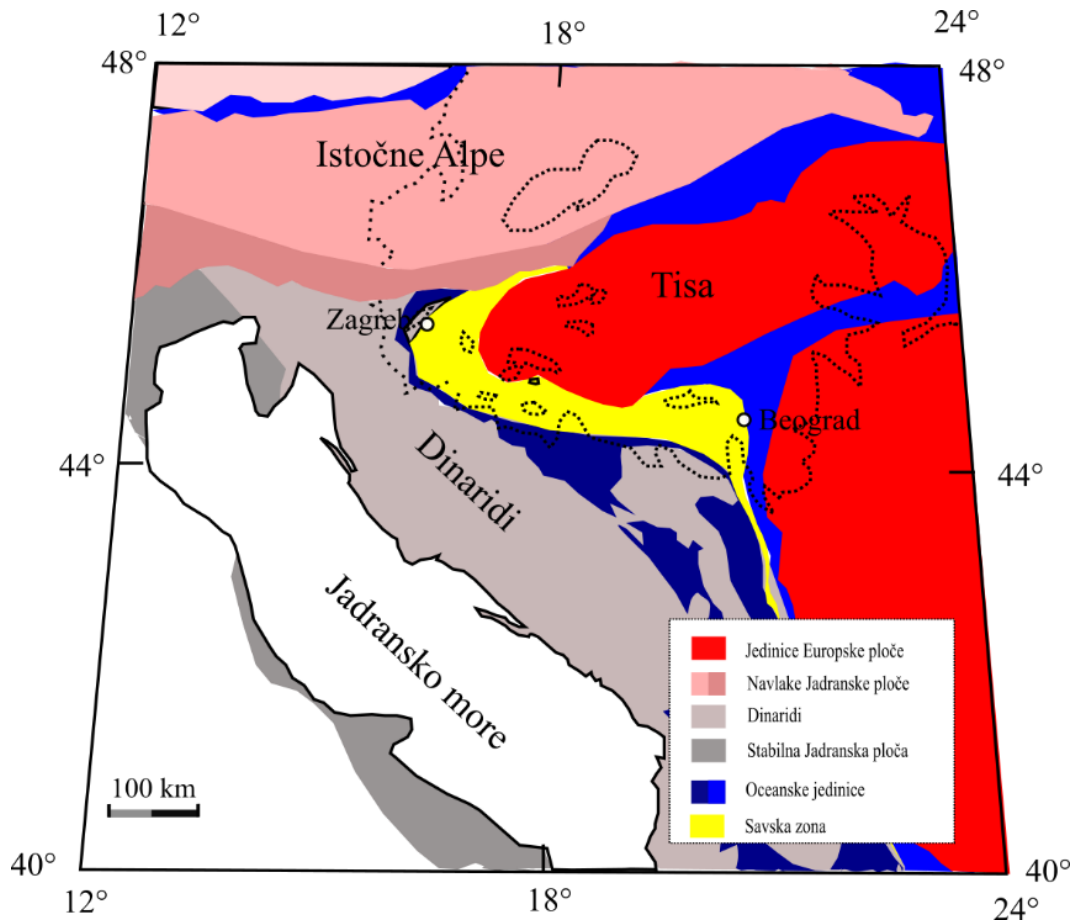 12°
18°
24°
48°
48°
Istočne Alpe
Tisa
Zagreb
Beograd
Dinaridi
44°
44°
Jadransko more
Jedinice Europske ploče
Navlake Jadranske ploče
Dinaridi
Stabilna Jadranska ploča
Oceanske jedinice
Savska zona
100 km
40°
40°
12°
18°
24°